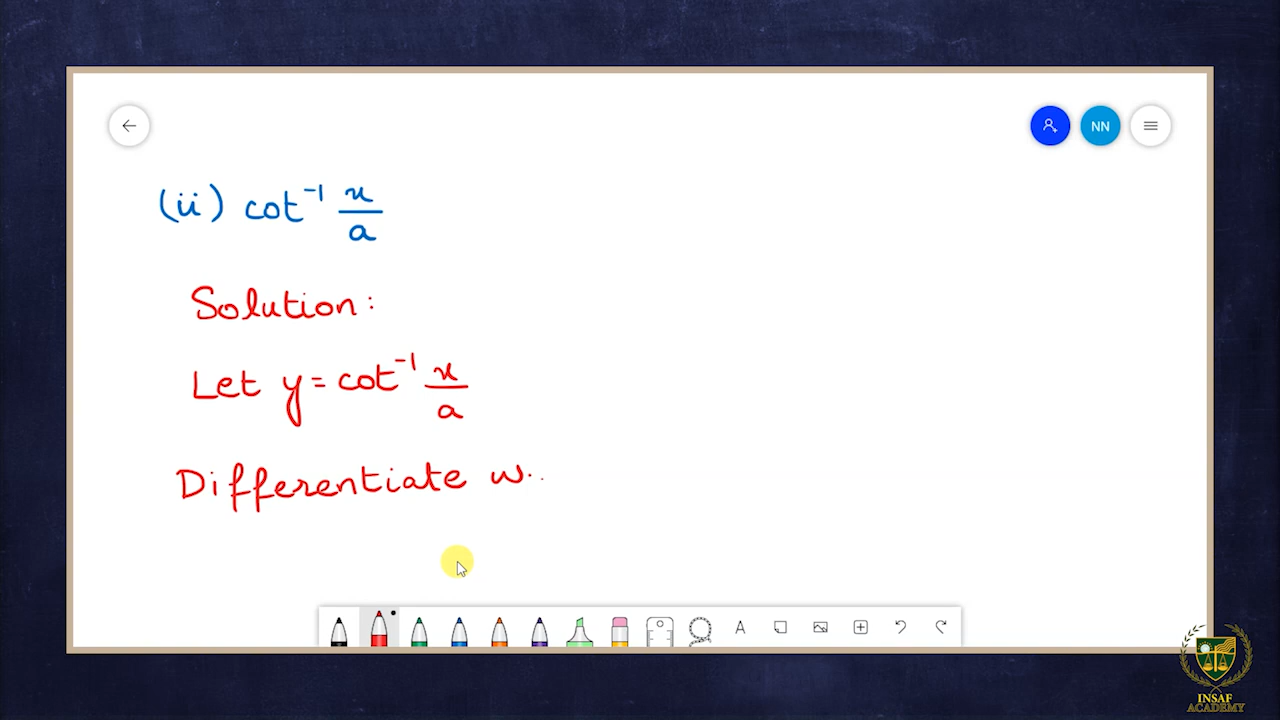 NN
(ii) cot⁻¹ x/a
Solution:
Let y = cot⁻¹ x/a
Differentiate w.
A
INSAF
ACADEMY